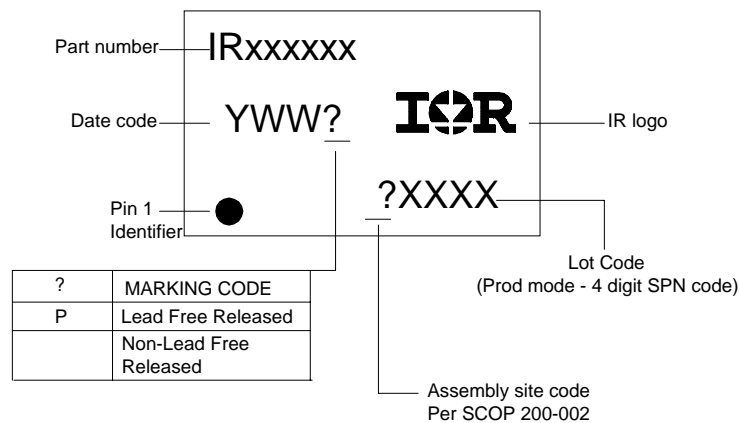 Part number
IRxxxxxx
Date code
YWW?
IOR
IR logo
?XXXX
Pin 1
Identifier
Lot Code
(Prod mode - 4 digit SPN code)
? MARKING CODE
P Lead Free Released
Non-Lead Free
Released
Assembly site code
Per SCOP 200-002